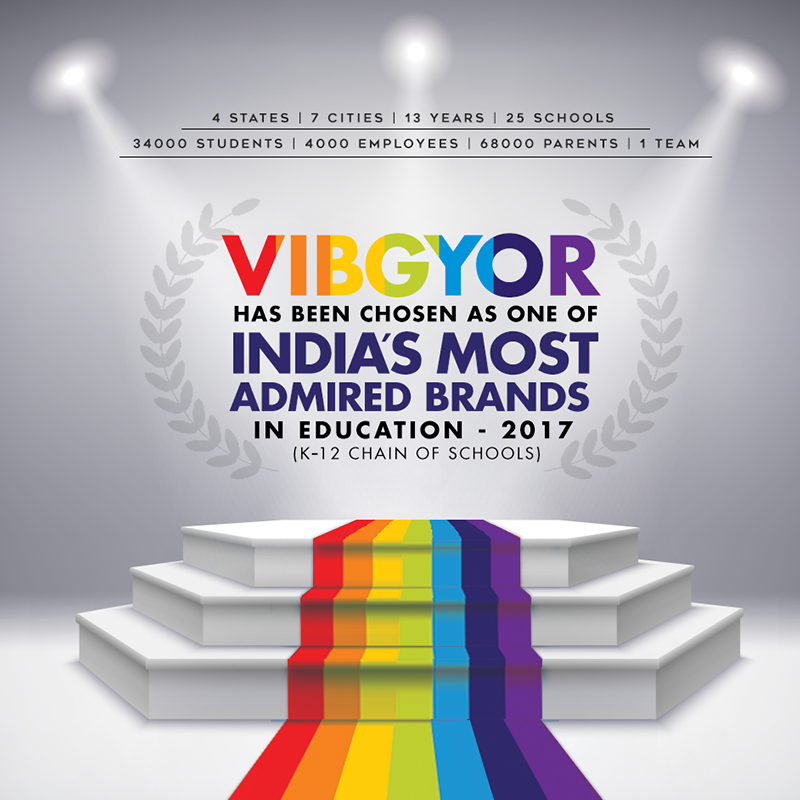 4 STATES | 7 CITIES | 13 YEARS | 25 SCHOOLS
34000 STUDENTS | 4000 EMPLOYEES | 68000 PARENTS | 1 TEAM
VIBGYOR
HAS BEEN CHOSEN AS ONE OF
INDIA'S MOST
ADMIRED BRANDS
IN EDUCATION - 2017
(K-12 CHAIN OF SCHOOLS)